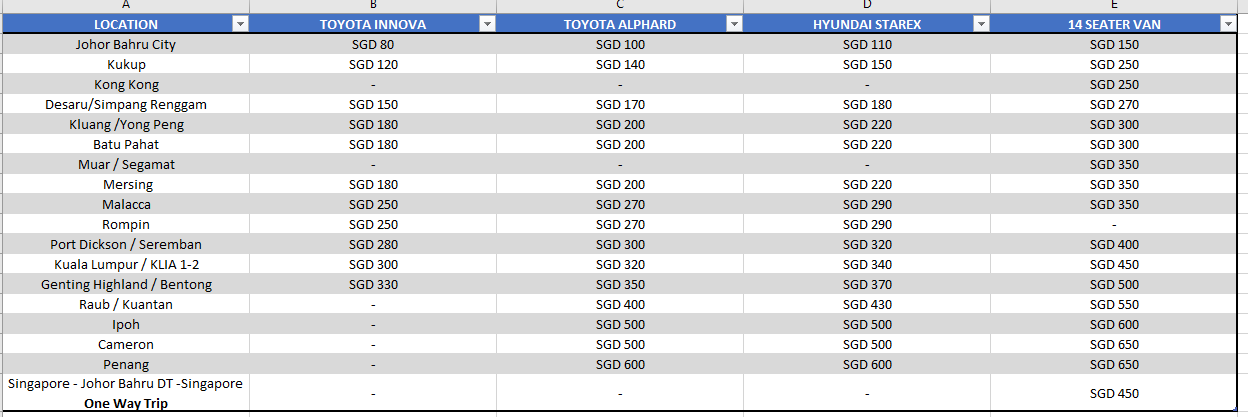 A B C D E
LOCATION TOYOTA INNOVA TOYOTA ALPHARD HYUNDAI STAREX 14 SEATER VAN
Johor Bahru City SGD 80 SGD 100 SGD 110 SGD 150
Kukup SGD 120 SGD 140 SGD 150 SGD 250
Kong Kong - - - SGD 250
Desaru/Simpang Renggam SGD 150 SGD 170 SGD 180 SGD 270
Kluang /Yong Peng SGD 180 SGD 200 SGD 220 SGD 300
Batu Pahat SGD 180 SGD 200 SGD 220 SGD 300
Muar / Segamat - - - SGD 350
Mersing SGD 180 SGD 200 SGD 220 SGD 350
Malacca SGD 250 SGD 270 SGD 290 SGD 350
Rompin SGD 250 SGD 270 SGD 290 -
Port Dickson / Seremban SGD 280 SGD 300 SGD 320 SGD 400
Kuala Lumpur / KLIA 1-2 SGD 300 SGD 320 SGD 340 SGD 450
Genting Highland / Bentong SGD 330 SGD 350 SGD 370 SGD 500
Raub / Kuantan - SGD 400 SGD 430 SGD 550
Ipoh - SGD 500 SGD 500 SGD 600
Cameron - SGD 500 SGD 500 SGD 650
Penang - SGD 600 SGD 600 SGD 650
Singapore - Johor Bahru DT -Singapore
One Way Trip - - - SGD 450